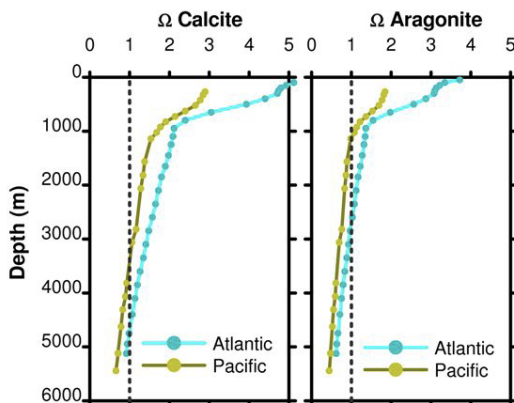 Ω Calcite
Ω Aragonite
0 1 2 3 4 5
0 1 2 3 4 5
0
1000
2000
3000
4000
5000
6000
Depth (m)
Atlantic
Pacific
Atlantic
Pacific